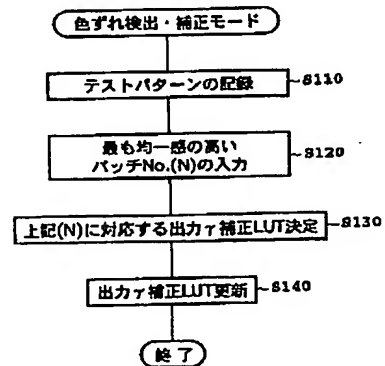 色ずれ検出・補正モード
テストパターンの記録
S110
最も均一感の高い
パッチNo.(N)の入力
S120
上記(N)に対応する出力γ補正LUT決定
S130
出力γ補正LUT更新
S140
終了